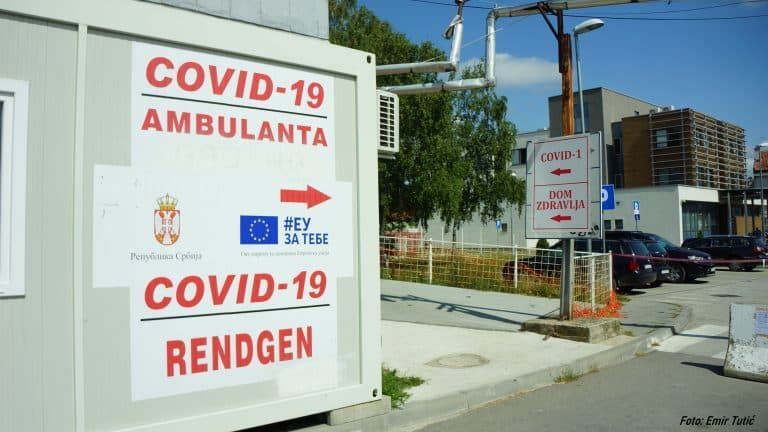 COVID-19
AMBULANTA
Република Србија
#ЕУ
ЗА ТЕБЕ
COVID-19
RENDGEN
COVID-1
DOM
ZDRAVLJA
P
Foto: Emir Tutić